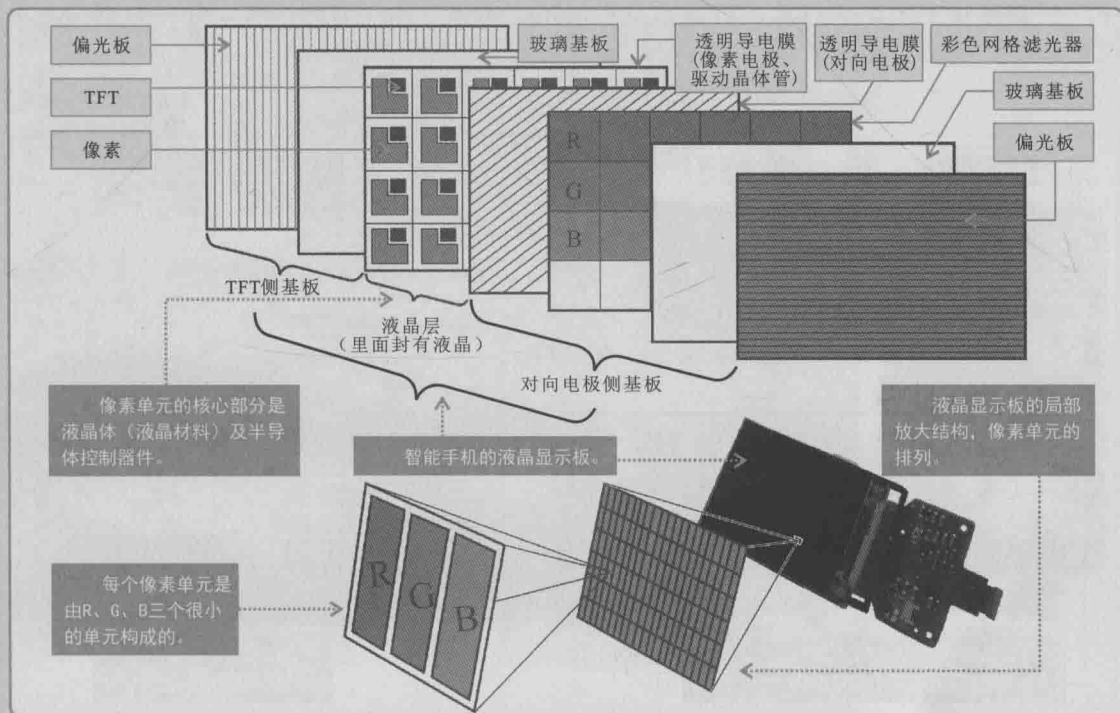 偏光板
TFT
像素
玻璃基板
透明导电膜
(像素电极、
驱动晶体管)
透明导电膜
(对向电极)
彩色网格滤光器
玻璃基板
偏光板
R
G
B
TFT侧基板
液晶层
(里面封有液晶)
对向电极侧基板
像素单元的核心部分是
液晶体(液晶材料)及半导
体控制器件。
智能手机的液晶显示板。
液晶显示板的局部
放大结构，像素单元的
排列。
每个像素单元是
由R、G、B三个很小
的单元构成的。
R
G
B